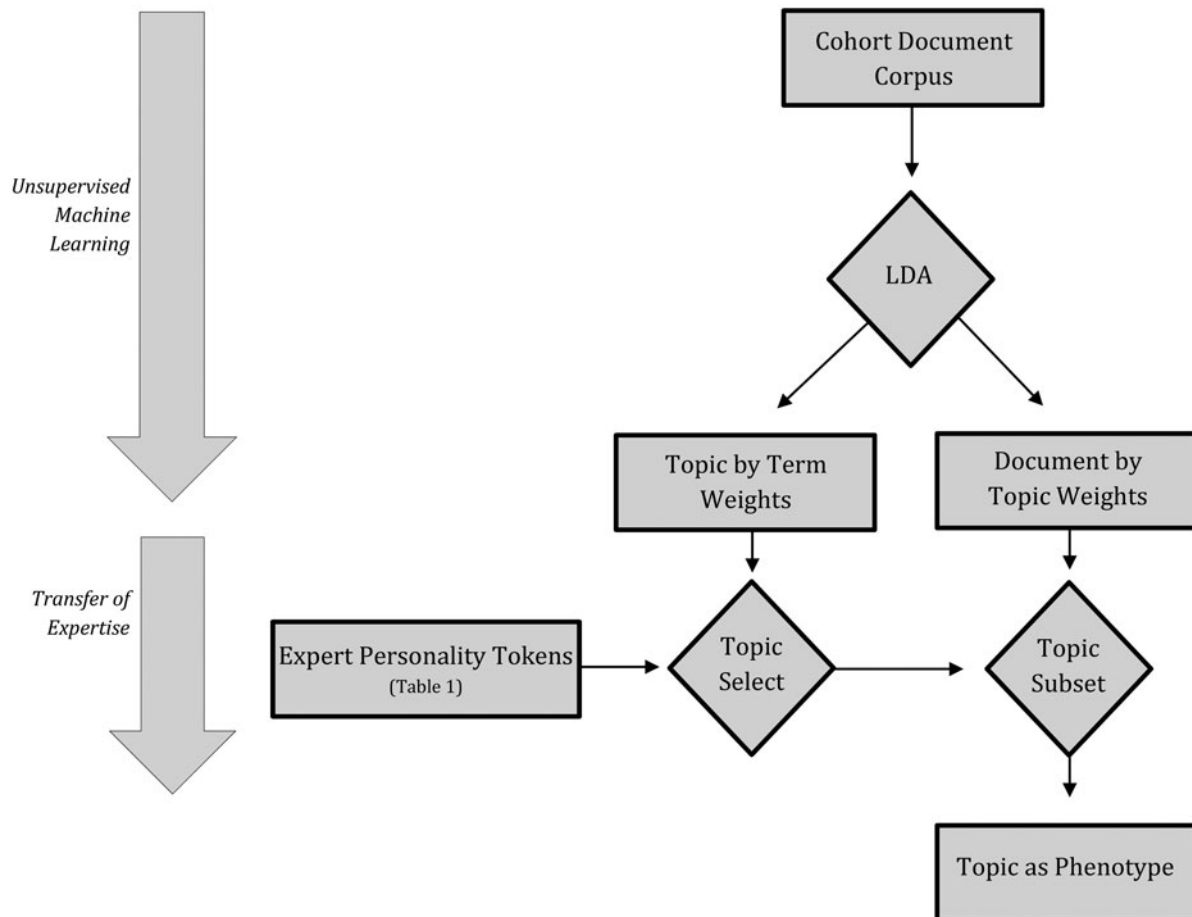 Cohort Document
Corpus
Unsupervised
Machine
Learning
LDA
Topic by Term
Weights
Document by
Topic Weights
Transfer of
Expertise
Expert Personality Tokens
(Table 1)
Topic
Select
Topic
Subset
Topic as Phenotype